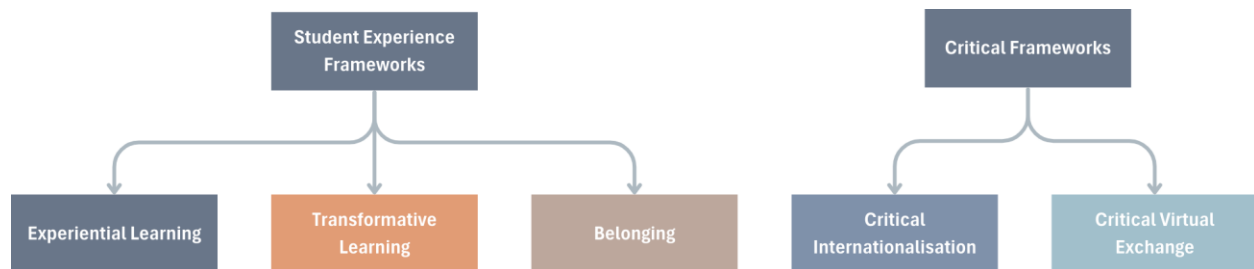 Student Experience
Frameworks
Critical Frameworks
Experiential Learning
Transformative
Learning
Belonging
Critical
Internationalisation
Critical Virtual
Exchange